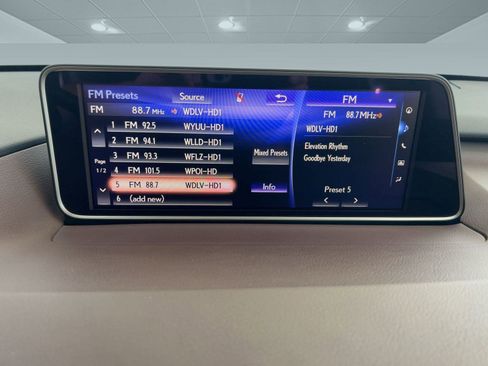 FM Presets
Source
FM
FM 88.7 MHz WDLV-HD1
FM 88.7MHz
1 FM 92.5 WYUU-HD1
WDLV-HD1
2 FM 94.1 WLLD-HD1
Elevation Rhythm
Page
3 FM 93.3 WFLZ-HD1
Mixed Presets
Goodbye Yesterday
1/2
4 FM 101.5 WPOI-HD
5 FM 88.7 WDLV-HD1
Info
Preset 5
6 (add new)